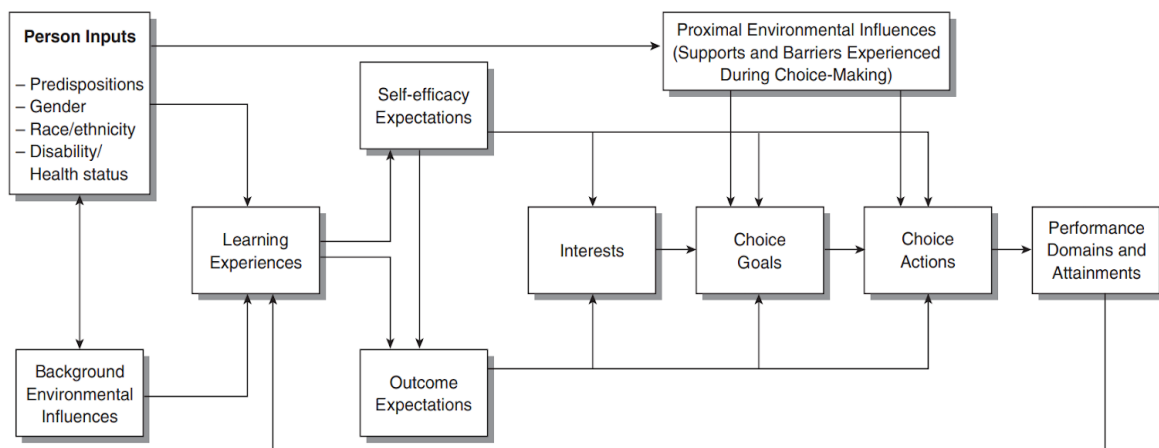 Person Inputs
– Predispositions
– Gender
– Race/ethnicity
– Disability/
Health status
Proximal Environmental Influences
(Supports and Barriers Experienced
During Choice-Making)
Self-efficacy
Expectations
Learning
Experiences
Interests
Choice
Goals
Choice
Actions
Performance
Domains and
Attainments
Background
Environmental
Influences
Outcome
Expectations